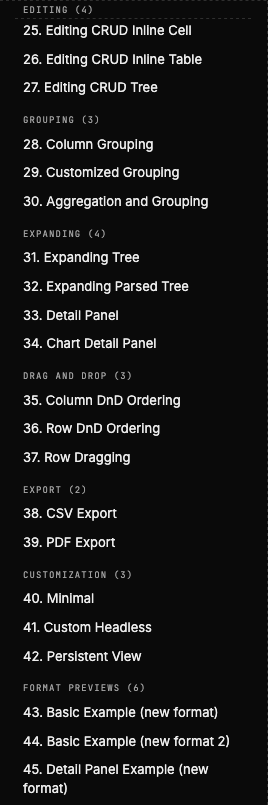 EDITING (4)
25. Editing CRUD Inline Cell
26. Editing CRUD Inline Table
27. Editing CRUD Tree
GROUPING (3)
28. Column Grouping
29. Customized Grouping
30. Aggregation and Grouping
EXPANDING (4)
31. Expanding Tree
32. Expanding Parsed Tree
33. Detail Panel
34. Chart Detail Panel
DRAG AND DROP (3)
35. Column DnD Ordering
36. Row DnD Ordering
37. Row Dragging
EXPORT (2)
38. CSV Export
39. PDF Export
CUSTOMIZATION (3)
40. Minimal
41. Custom Headless
42. Persistent View
FORMAT PREVIEWS (6)
43. Basic Example (new format)
44. Basic Example (new format 2)
45. Detail Panel Example (new
format)